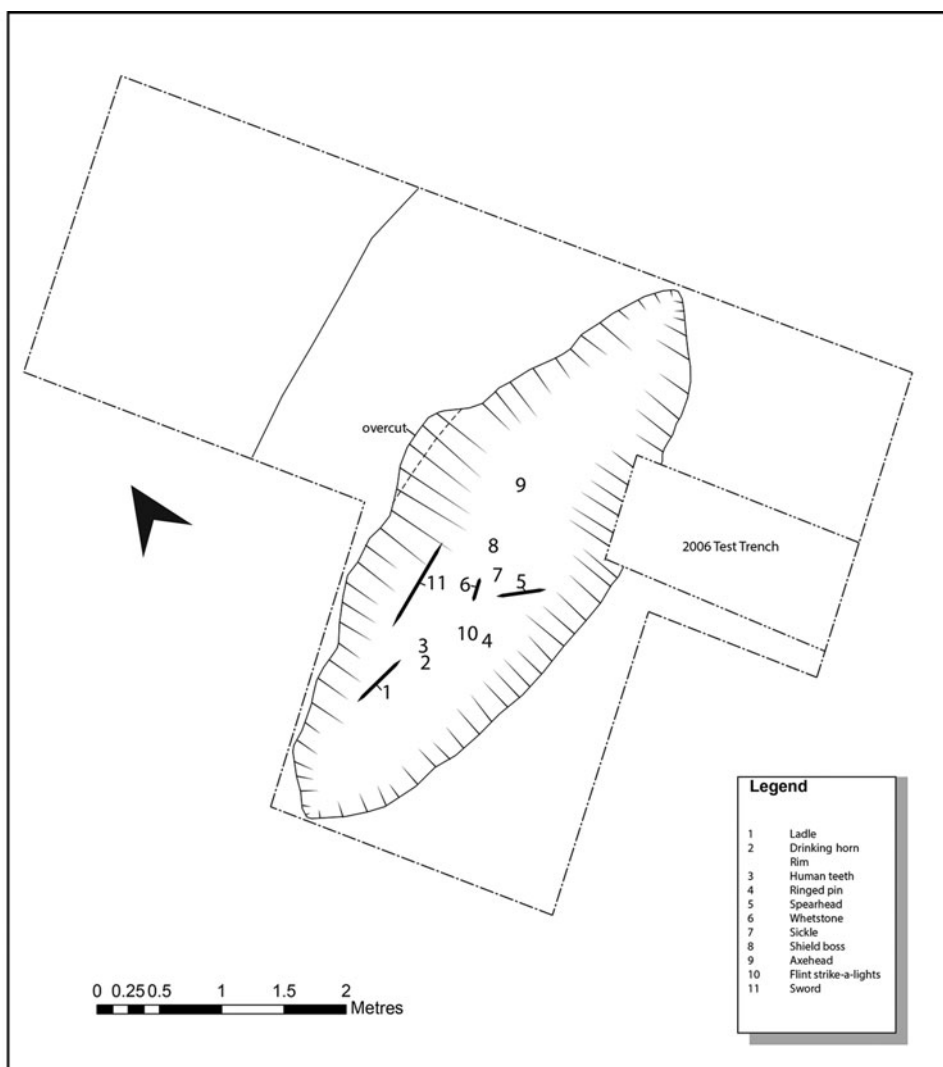 overcut
9
2006 Test Trench
8
7
11
6
5
10
4
3
2
1
Legend
1 Ladle
2 Drinking horn
Rim
3 Human teeth
4 Ringed pin
5 Spearhead
6 Whetstone
7 Sickle
8 Shield boss
9 Axehead
10 Flint strike-a-lights
11 Sword
0 0.25 0.5 1 1.5 2
Metres